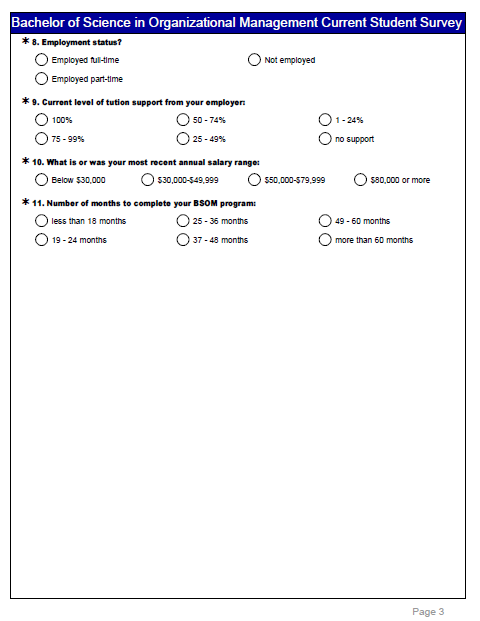 Bachelor of Science in Organizational Management Current Student Survey
* 8. Employment status?
Employed full-time Not employed
Employed part-time
* 9. Current level of tution support from your employer:
100% 50 - 74% 1 - 24%
75 - 99% 25 - 49% no support
* 10. What is or was your most recent annual salary range:
Below $30,000 $30,000-$49,999 $50,000-$79,999 $80,000 or more
* 11. Number of months to complete your BSOM program:
less than 18 months 25 - 36 months 49 - 60 months
19 - 24 months 37 - 48 months more than 60 months
Page 3